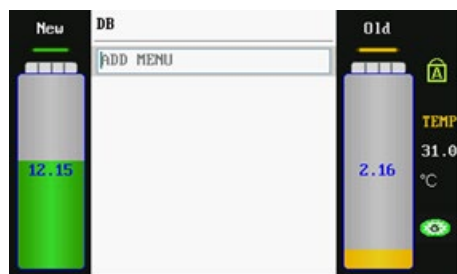 New
DB
Old
ADD MENU
A
TEMP
31.0
12.15
2.16
°C